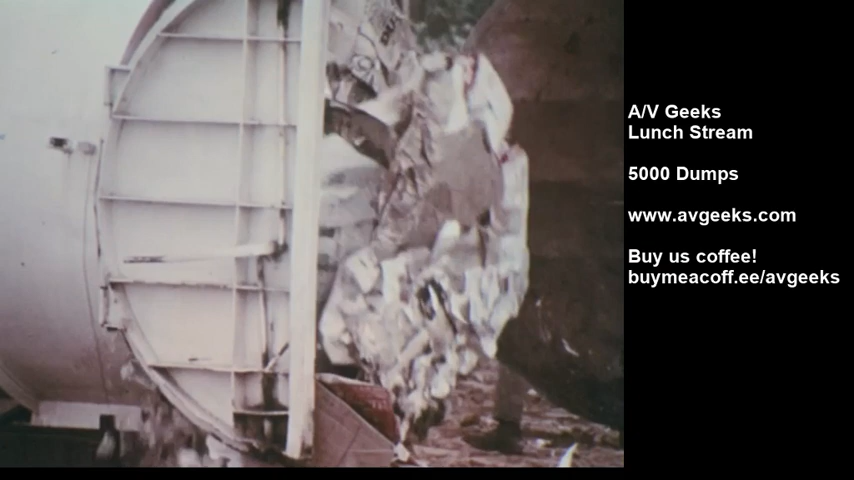 A/V Geeks
Lunch Stream
5000 Dumps
www.avgeeks.com
Buy us coffee!
buymeacoff.ee/avgeeks